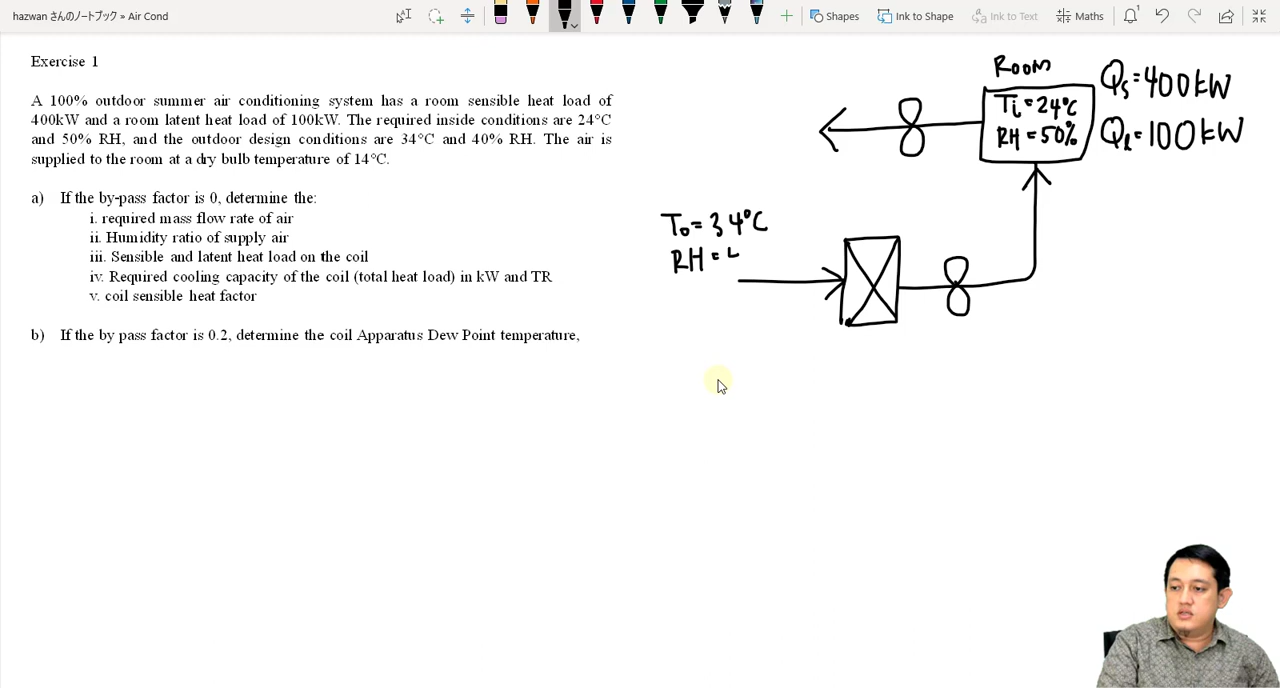 hazwan さんのノートブック » Air Cond
Shapes
Ink to Shape
Ink to Text
Maths
1
Exercise 1
A 100% outdoor summer air conditioning system has a room sensible heat load of
400kW and a room latent heat load of 100kW. The required inside conditions are 24°C
and 50% RH, and the outdoor design conditions are 34°C and 40% RH. The air is
supplied to the room at a dry bulb temperature of 14°C.
a) If the by-pass factor is 0, determine the:
i. required mass flow rate of air
ii. Humidity ratio of supply air
iii. Sensible and latent heat load on the coil
iv. Required cooling capacity of the coil (total heat load) in kW and TR
v. coil sensible heat factor
b) If the by pass factor is 0.2, determine the coil Apparatus Dew Point temperature,
Room
Ti = 24°C
RH = 50%
Qs = 400kW
Ql = 100kW
To = 34°C
RH =